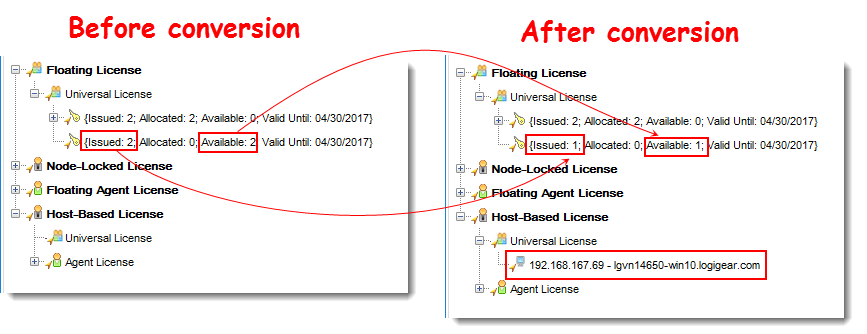 Before conversion
Floating License
Universal License
{Issued: 2; Allocated: 2; Available: 0; Valid Until: 04/30/2017}
{Issued: 2; Allocated: 0; Available: 2 Valid Until: 04/30/2017}
Node-Locked License
Floating Agent License
Host-Based License
Universal License
Agent License
After conversion
Floating License
Universal License
{Issued: 2; Allocated: 2; Available: 0; Valid Until: 04/30/2017}
{Issued: 1; Allocated: 0; Available: 1; Valid Until: 04/30/2017}
Node-Locked License
Floating Agent License
Host-Based License
Universal License
192.168.167.69 - lgvn14650-win10.logigear.com
Agent License